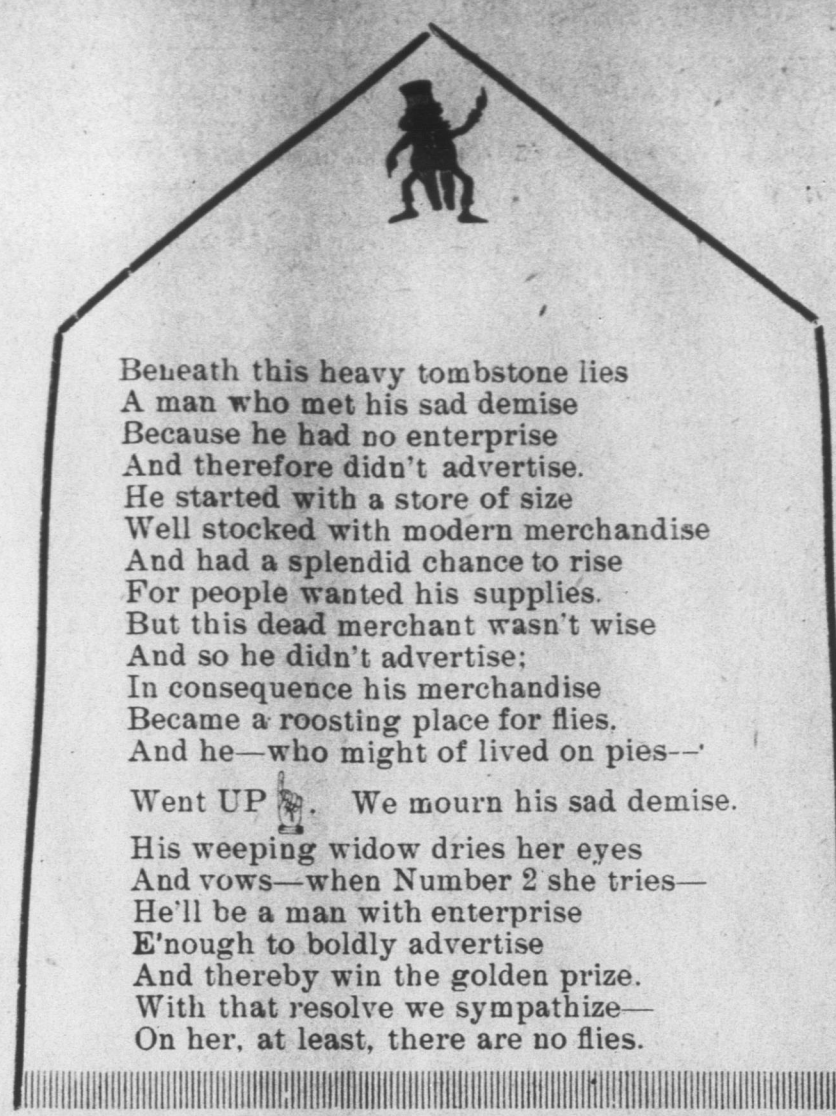 Beneath this heavy tombstone lies
A man who met his sad demise
Because he had no enterprise
And therefore didn't advertise.
He started with a store of size
Well stocked with modern merchandise
And had a splendid chance to rise
For people wanted his supplies.
But this dead merchant wasn't wise
And so he didn't advertise;
In consequence his merchandise
Became a roosting place for flies.
And he—who might of lived on pies—
Went UP ☝. We mourn his sad demise.
His weeping widow dries her eyes
And vows—when Number 2 she tries—
He'll be a man with enterprise
E'nough to boldly advertise
And thereby win the golden prize.
With that resolve we sympathize—
On her, at least, there are no flies.